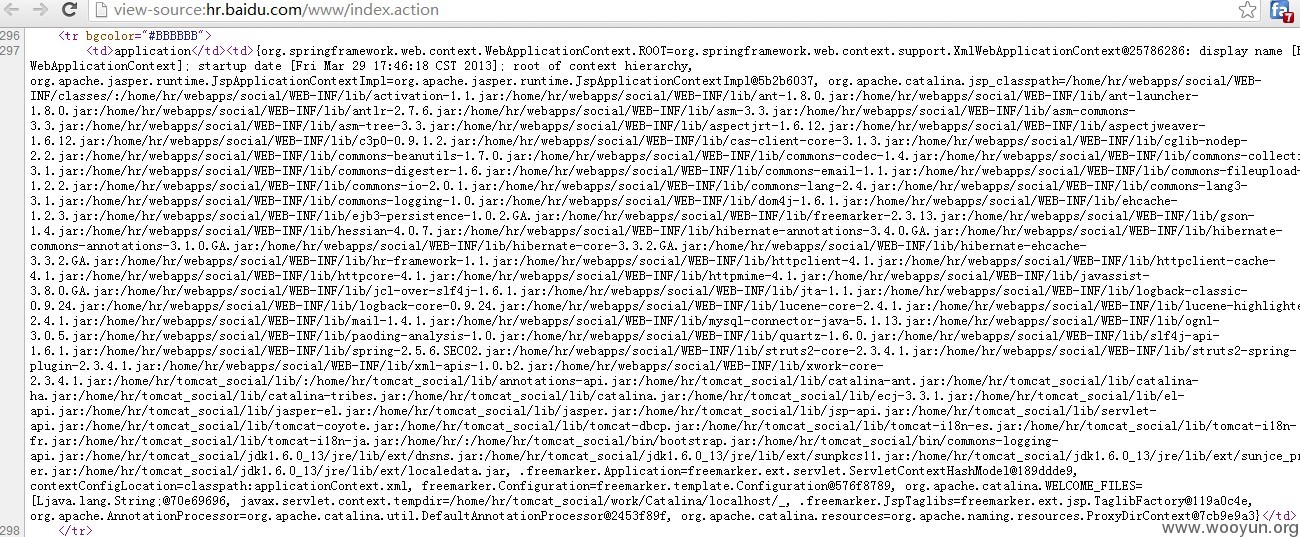 view-source:hr.baidu.com/www/index.action
7
296 <tr bgcolor="#BBBBBB">
297 <td>application</td><td>{org.springframework.web.context.WebApplicationContext.ROOT=org.springframework.web.context.support.XmlWebApplicationContext@25786286: display name [
WebApplicationContext]; startup date [Fri Mar 29 17:46:18 CST 2013]; root of context hierarchy,
org.apache.jasper.runtime.JspApplicationContextImpl=org.apache.jasper.runtime.JspApplicationContextImpl@5b2b6037, org.apache.catalina.jsp_classpath=/home/hr/webapps/social/WEB-
INF/classes/:/home/hr/webapps/social/WEB-INF/lib/activation-1.1.jar:/home/hr/webapps/social/WEB-INF/lib/ant-1.8.0.jar:/home/hr/webapps/social/WEB-INF/lib/ant-launcher-
1.8.0.jar:/home/hr/webapps/social/WEB-INF/lib/antlr-2.7.6.jar:/home/hr/webapps/social/WEB-INF/lib/asm-3.3.jar:/home/hr/webapps/social/WEB-INF/lib/asm-commons-
3.3.jar:/home/hr/webapps/social/WEB-INF/lib/asm-tree-3.3.jar:/home/hr/webapps/social/WEB-INF/lib/aspectjrt-1.6.12.jar:/home/hr/webapps/social/WEB-INF/lib/aspectjweaver-
1.6.12.jar:/home/hr/webapps/social/WEB-INF/lib/c3p0-0.9.1.2.jar:/home/hr/webapps/social/WEB-INF/lib/cas-client-core-3.1.3.jar:/home/hr/webapps/social/WEB-INF/lib/cglib-nodep-
2.2.jar:/home/hr/webapps/social/WEB-INF/lib/commons-beanutils-1.7.0.jar:/home/hr/webapps/social/WEB-INF/lib/commons-codec-1.4.jar:/home/hr/webapps/social/WEB-INF/lib/commons-collecti
3.1.jar:/home/hr/webapps/social/WEB-INF/lib/commons-digester-1.6.jar:/home/hr/webapps/social/WEB-INF/lib/commons-email-1.1.jar:/home/hr/webapps/social/WEB-INF/lib/commons-fileupload-
1.2.2.jar:/home/hr/webapps/social/WEB-INF/lib/commons-io-2.0.1.jar:/home/hr/webapps/social/WEB-INF/lib/commons-lang-2.4.jar:/home/hr/webapps/social/WEB-INF/lib/commons-lang3-
3.1.jar:/home/hr/webapps/social/WEB-INF/lib/commons-logging-1.0.jar:/home/hr/webapps/social/WEB-INF/lib/dom4j-1.6.1.jar:/home/hr/webapps/social/WEB-INF/lib/ehcache-
1.2.3.jar:/home/hr/webapps/social/WEB-INF/lib/ejb3-persistence-1.0.2.GA.jar:/home/hr/webapps/social/WEB-INF/lib/freemarker-2.3.13.jar:/home/hr/webapps/social/WEB-INF/lib/gson-
1.4.jar:/home/hr/webapps/social/WEB-INF/lib/hessian-4.0.7.jar:/home/hr/webapps/social/WEB-INF/lib/hibernate-annotations-3.4.0.GA.jar:/home/hr/webapps/social/WEB-INF/lib/hibernate-
commons-annotations-3.1.0.GA.jar:/home/hr/webapps/social/WEB-INF/lib/hibernate-core-3.3.2.GA.jar:/home/hr/webapps/social/WEB-INF/lib/hibernate-ehcache-
3.3.2.GA.jar:/home/hr/webapps/social/WEB-INF/lib/hr-framework-1.1.jar:/home/hr/webapps/social/WEB-INF/lib/httpclient-4.1.jar:/home/hr/webapps/social/WEB-INF/lib/httpclient-cache-
4.1.jar:/home/hr/webapps/social/WEB-INF/lib/httpcore-4.1.jar:/home/hr/webapps/social/WEB-INF/lib/httpmime-4.1.jar:/home/hr/webapps/social/WEB-INF/lib/javassist-
3.8.0.GA.jar:/home/hr/webapps/social/WEB-INF/lib/jcl-over-slf4j-1.6.1.jar:/home/hr/webapps/social/WEB-INF/lib/jta-1.1.jar:/home/hr/webapps/social/WEB-INF/lib/logback-classic-
0.9.24.jar:/home/hr/webapps/social/WEB-INF/lib/logback-core-0.9.24.jar:/home/hr/webapps/social/WEB-INF/lib/lucene-core-2.4.1.jar:/home/hr/webapps/social/WEB-INF/lib/lucene-highlighte
2.4.1.jar:/home/hr/webapps/social/WEB-INF/lib/mail-1.4.1.jar:/home/hr/webapps/social/WEB-INF/lib/mysql-connector-java-5.1.13.jar:/home/hr/webapps/social/WEB-INF/lib/ognl-
3.0.5.jar:/home/hr/webapps/social/WEB-INF/lib/paoding-analysis-1.0.jar:/home/hr/webapps/social/WEB-INF/lib/quartz-1.6.0.jar:/home/hr/webapps/social/WEB-INF/lib/slf4j-api-
1.6.1.jar:/home/hr/webapps/social/WEB-INF/lib/spring-2.5.6.SEC02.jar:/home/hr/webapps/social/WEB-INF/lib/struts2-core-2.3.4.1.jar:/home/hr/webapps/social/WEB-INF/lib/struts2-spring-
plugin-2.3.4.1.jar:/home/hr/webapps/social/WEB-INF/lib/xml-apis-1.0.b2.jar:/home/hr/webapps/social/WEB-INF/lib/xwork-core-
2.3.4.1.jar:/home/hr/tomcat_social/lib/:/home/hr/tomcat_social/lib/annotations-api.jar:/home/hr/tomcat_social/lib/catalina-ant.jar:/home/hr/tomcat_social/lib/catalina-
ha.jar:/home/hr/tomcat_social/lib/catalina-tribes.jar:/home/hr/tomcat_social/lib/catalina.jar:/home/hr/tomcat_social/lib/ecj-3.3.1.jar:/home/hr/tomcat_social/lib/el-
api.jar:/home/hr/tomcat_social/lib/jasper-el.jar:/home/hr/tomcat_social/lib/jasper.jar:/home/hr/tomcat_social/lib/jsp-api.jar:/home/hr/tomcat_social/lib/servlet-
api.jar:/home/hr/tomcat_social/lib/tomcat-coyote.jar:/home/hr/tomcat_social/lib/tomcat-dbcp.jar:/home/hr/tomcat_social/lib/tomcat-i18n-es.jar:/home/hr/tomcat_social/lib/tomcat-i18n-
fr.jar:/home/hr/tomcat_social/lib/tomcat-i18n-ja.jar:/home/hr/:/home/hr/tomcat_social/bin/bootstrap.jar:/home/hr/tomcat_social/bin/commons-logging-
api.jar:/home/hr/tomcat_social/jdk1.6.0_13/jre/lib/ext/dnsns.jar:/home/hr/tomcat_social/jdk1.6.0_13/jre/lib/ext/sunpkcs11.jar:/home/hr/tomcat_social/jdk1.6.0_13/jre/lib/ext/sunjce_pr
er.jar:/home/hr/tomcat_social/jdk1.6.0_13/jre/lib/ext/localedata.jar, .freemarker.Application=freemarker.ext.servlet.ServletContextHashModel@189ddde9,
contextConfigLocation=classpath:applicationContext.xml, freemarker.Configuration=freemarker.template.Configuration@576f8789, org.apache.catalina.WELCOME_FILES=
[Ljava.lang.String;@70e69696, javax.servlet.context.tempdir=/home/hr/tomcat_social/work/Catalina/localhost/_, .freemarker.JspTaglibs=freemarker.ext.jsp.TaglibFactory@119a0c4e,
org.apache.AnnotationProcessor=org.apache.catalina.util.DefaultAnnotationProcessor@2453f89f, org.apache.catalina.resources=org.apache.naming.resources.ProxyDirContext@7cb9e9a3}</td>
298 </tr>
www.wooyun.org